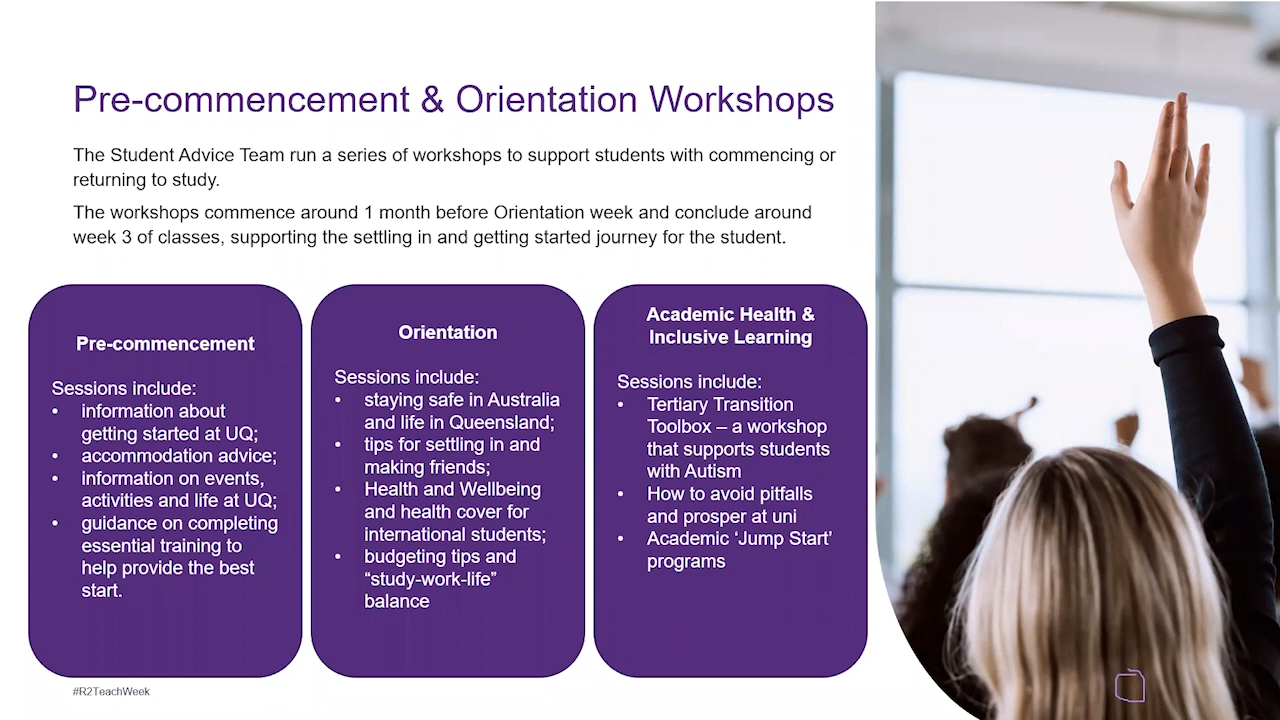 Pre-commencement & Orientation Workshops
The Student Advice Team run a series of workshops to support students with commencing or
returning to study.
The workshops commence around 1 month before Orientation week and conclude around
week 3 of classes, supporting the settling in and getting started journey for the student.
Pre-commencement
Sessions include:
• information about
getting started at UQ;
• accommodation advice;
• information on events,
activities and life at UQ;
• guidance on completing
essential training to
help provide the best
start.
Orientation
Sessions include:
• staying safe in Australia
and life in Queensland;
• tips for settling in and
making friends;
• Health and Wellbeing
and health cover for
international students;
• budgeting tips and
“study-work-life”
balance
Academic Health &
Inclusive Learning
Sessions include:
• Tertiary Transition
Toolbox – a workshop
that supports students
with Autism
• How to avoid pitfalls
and prosper at uni
• Academic ‘Jump Start’
programs
#R2TeachWeek